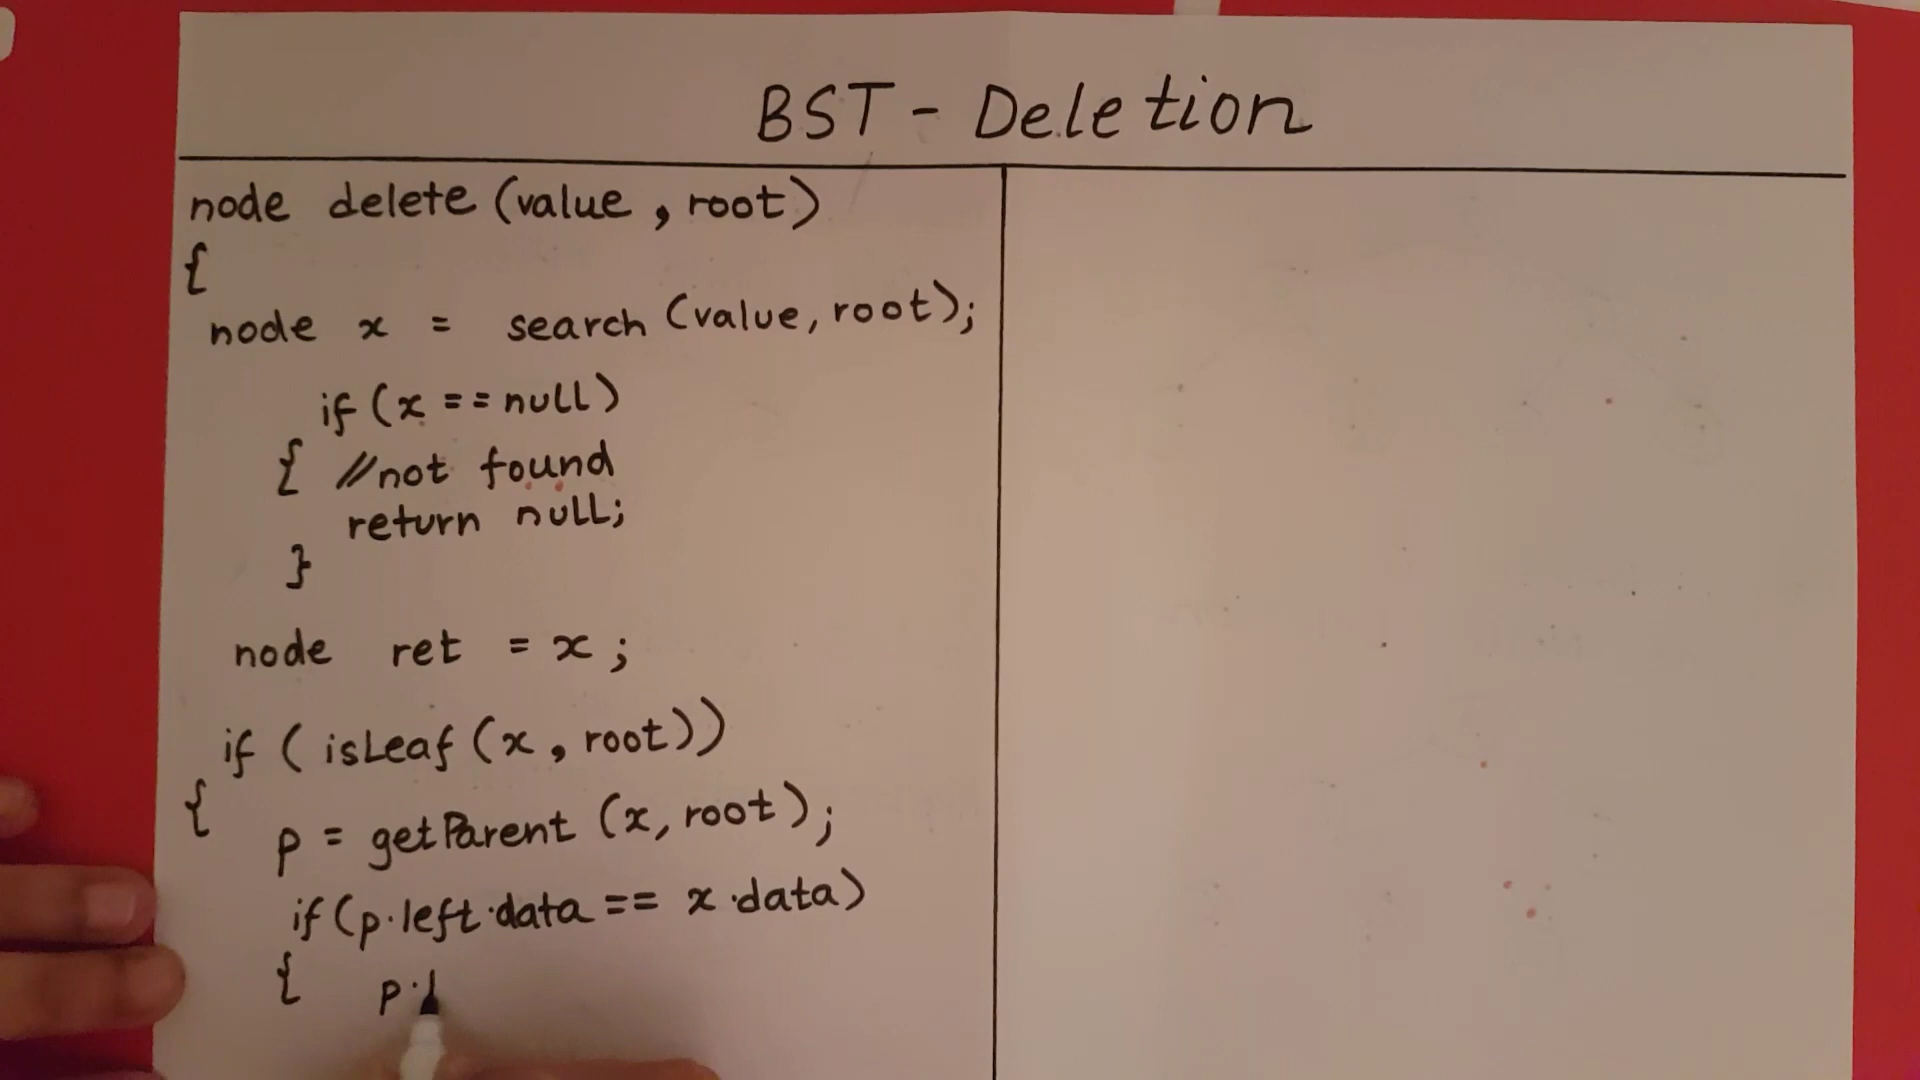 BST - Deletion
node delete (value, root)
{
node x = search (value, root);
if (x == null)
{ //not found
return null;
}
node ret = x;
if (isLeaf (x, root))
{ p = getParent (x, root);
if (p.left.data == x.data)
{ p.l